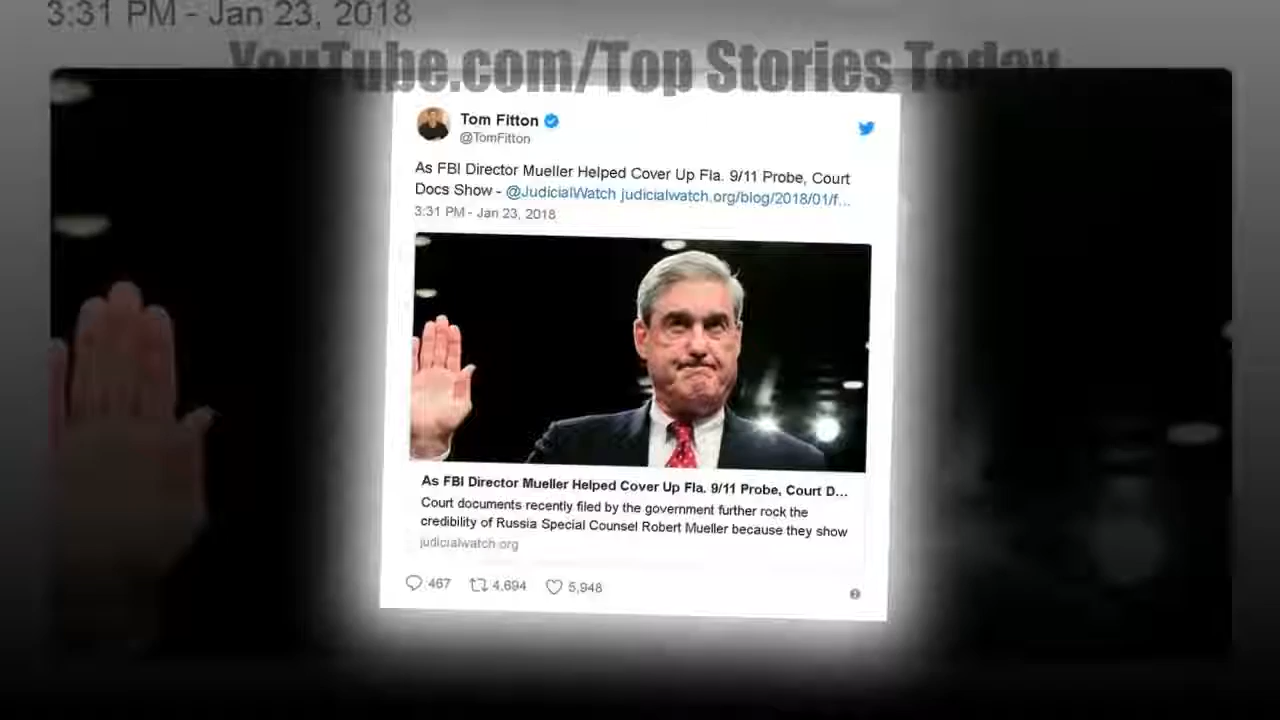 3:31 PM - Jan 23, 2018
YouTube.com/Top Stories Today
Tom Fitton
@TomFitton
As FBI Director Mueller Helped Cover Up Fla. 9/11 Probe, Court
Docs Show - @JudicialWatch judicialwatch.org/blog/2018/01/f...
3:31 PM - Jan 23, 2018
As FBI Director Mueller Helped Cover Up Fla. 9/11 Probe, Court D...
Court documents recently filed by the government further rock the
credibility of Russia Special Counsel Robert Mueller because they show
judicialwatch.org
467 4,694 5,948